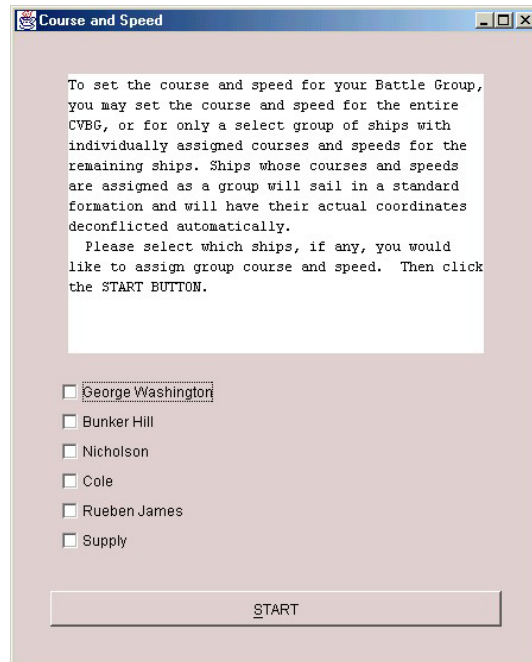 Course and Speed
To set the course and speed for your Battle Group,
you may set the course and speed for the entire
CVBG, or for only a select group of ships with
individually assigned courses and speeds for the
remaining ships. Ships whose courses and speeds
are assigned as a group will sail in a standard
formation and will have their actual coordinates
deconflicted automatically.
Please select which ships, if any, you would
like to assign group course and speed. Then click
the START BUTTON.
George Washington
Bunker Hill
Nicholson
Cole
Rueben James
Supply
START